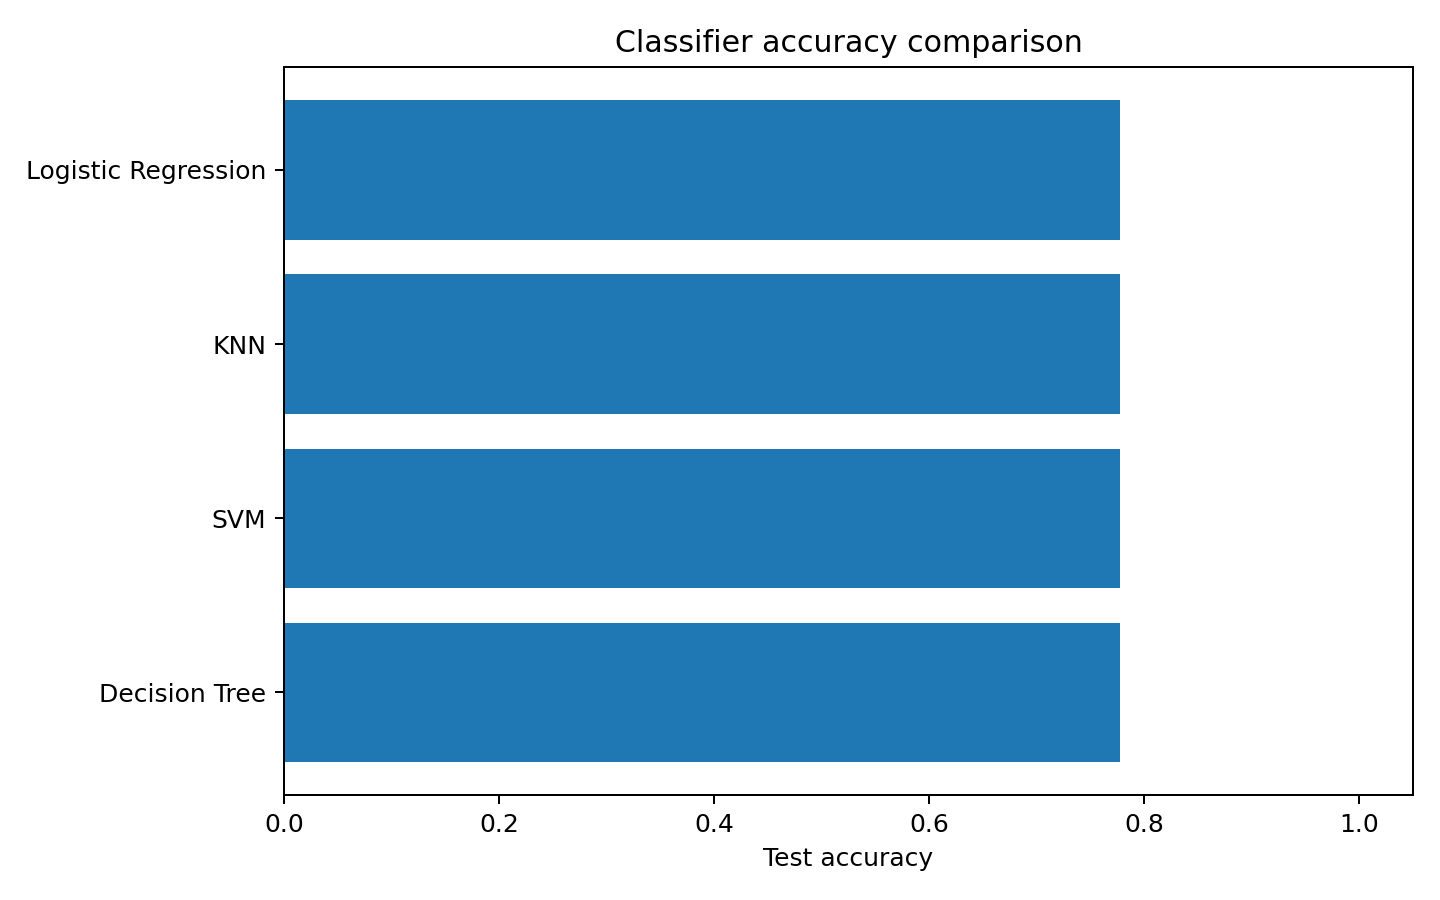 Classifier accuracy comparison
Logistic Regression
KNN
SVM
Decision Tree
0.0 0.2 0.4 0.6 0.8 1.0
Test accuracy